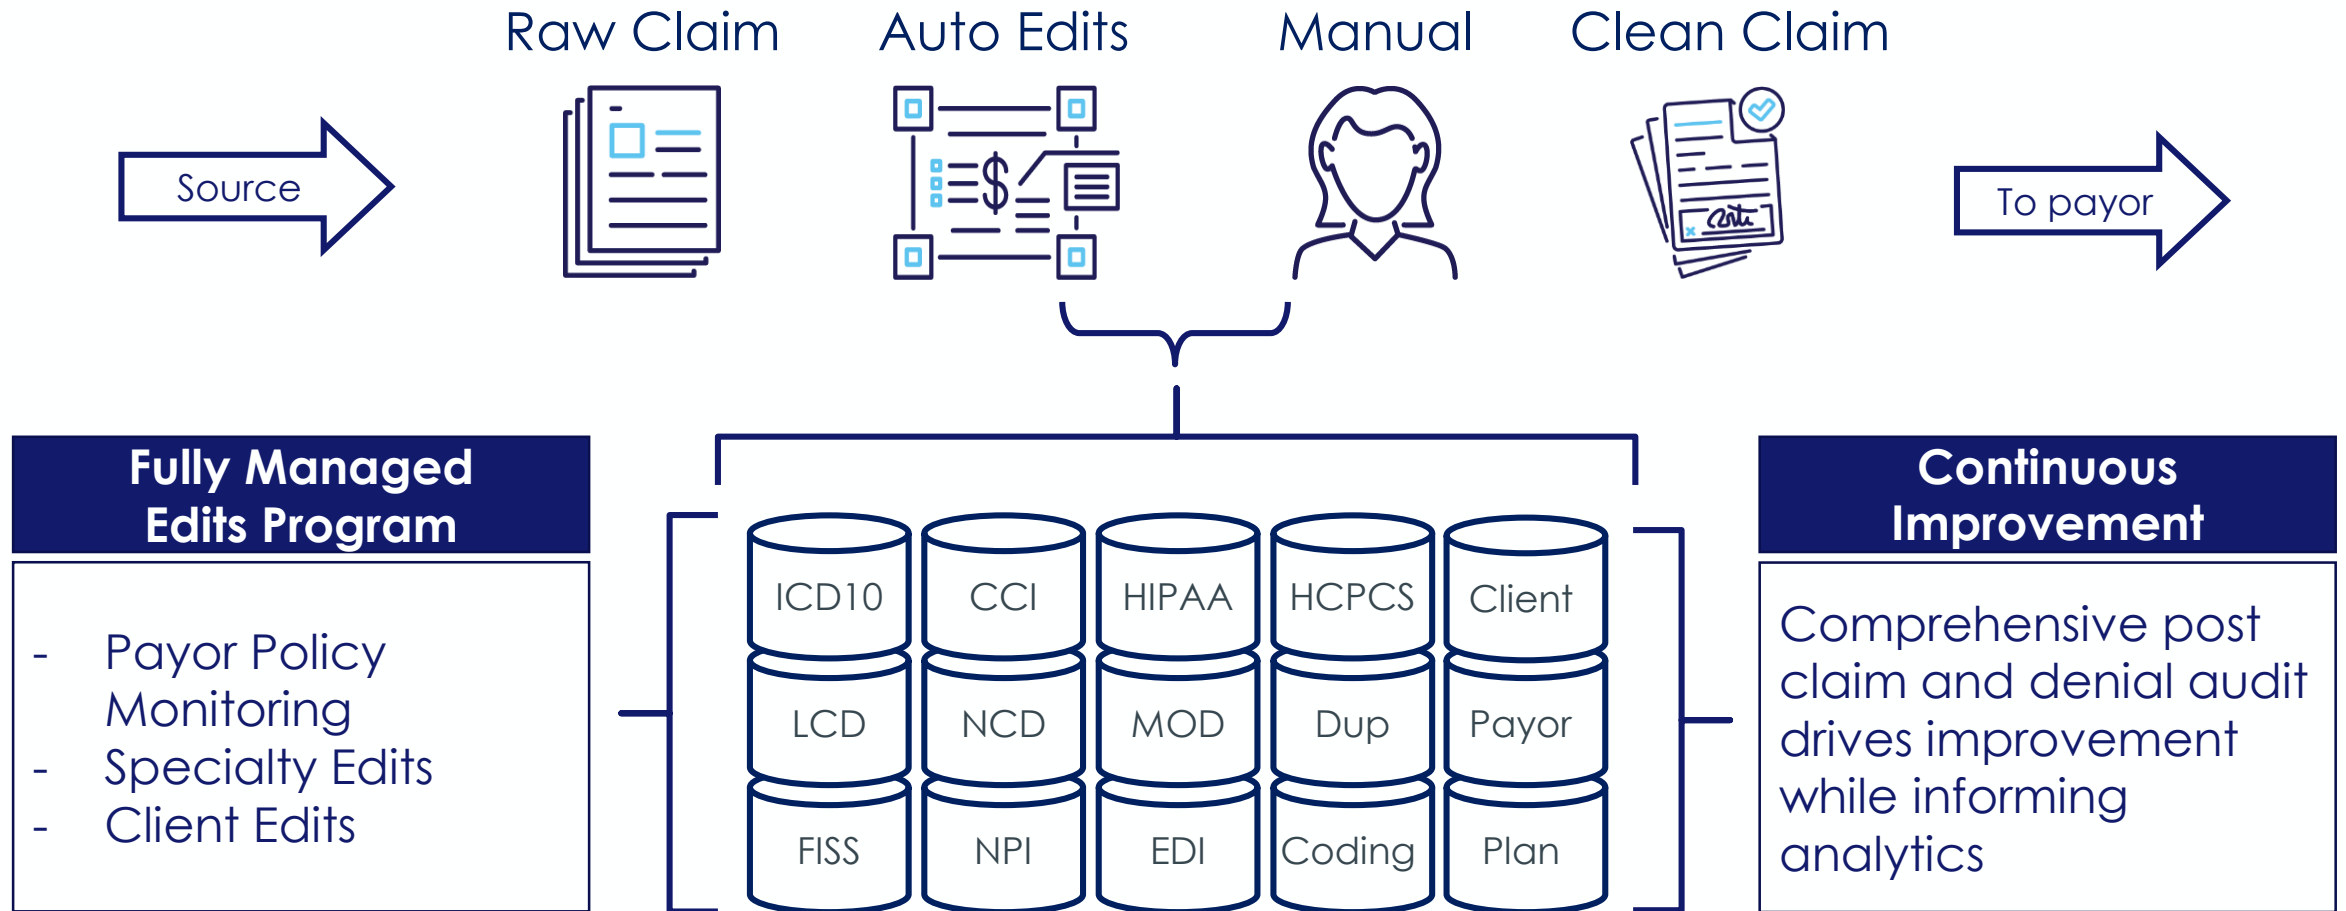 Raw Claim
Auto Edits
Manual
Clean Claim
Source
To payor
Fully Managed
Edits Program
- Payor Policy
Monitoring
- Specialty Edits
- Client Edits
ICD10
CCI
HIPAA
HCPCS
Client
LCD
NCD
MOD
Dup
Payor
FISS
NPI
EDI
Coding
Plan
Continuous
Improvement
Comprehensive post
claim and denial audit
drives improvement
while informing
analytics